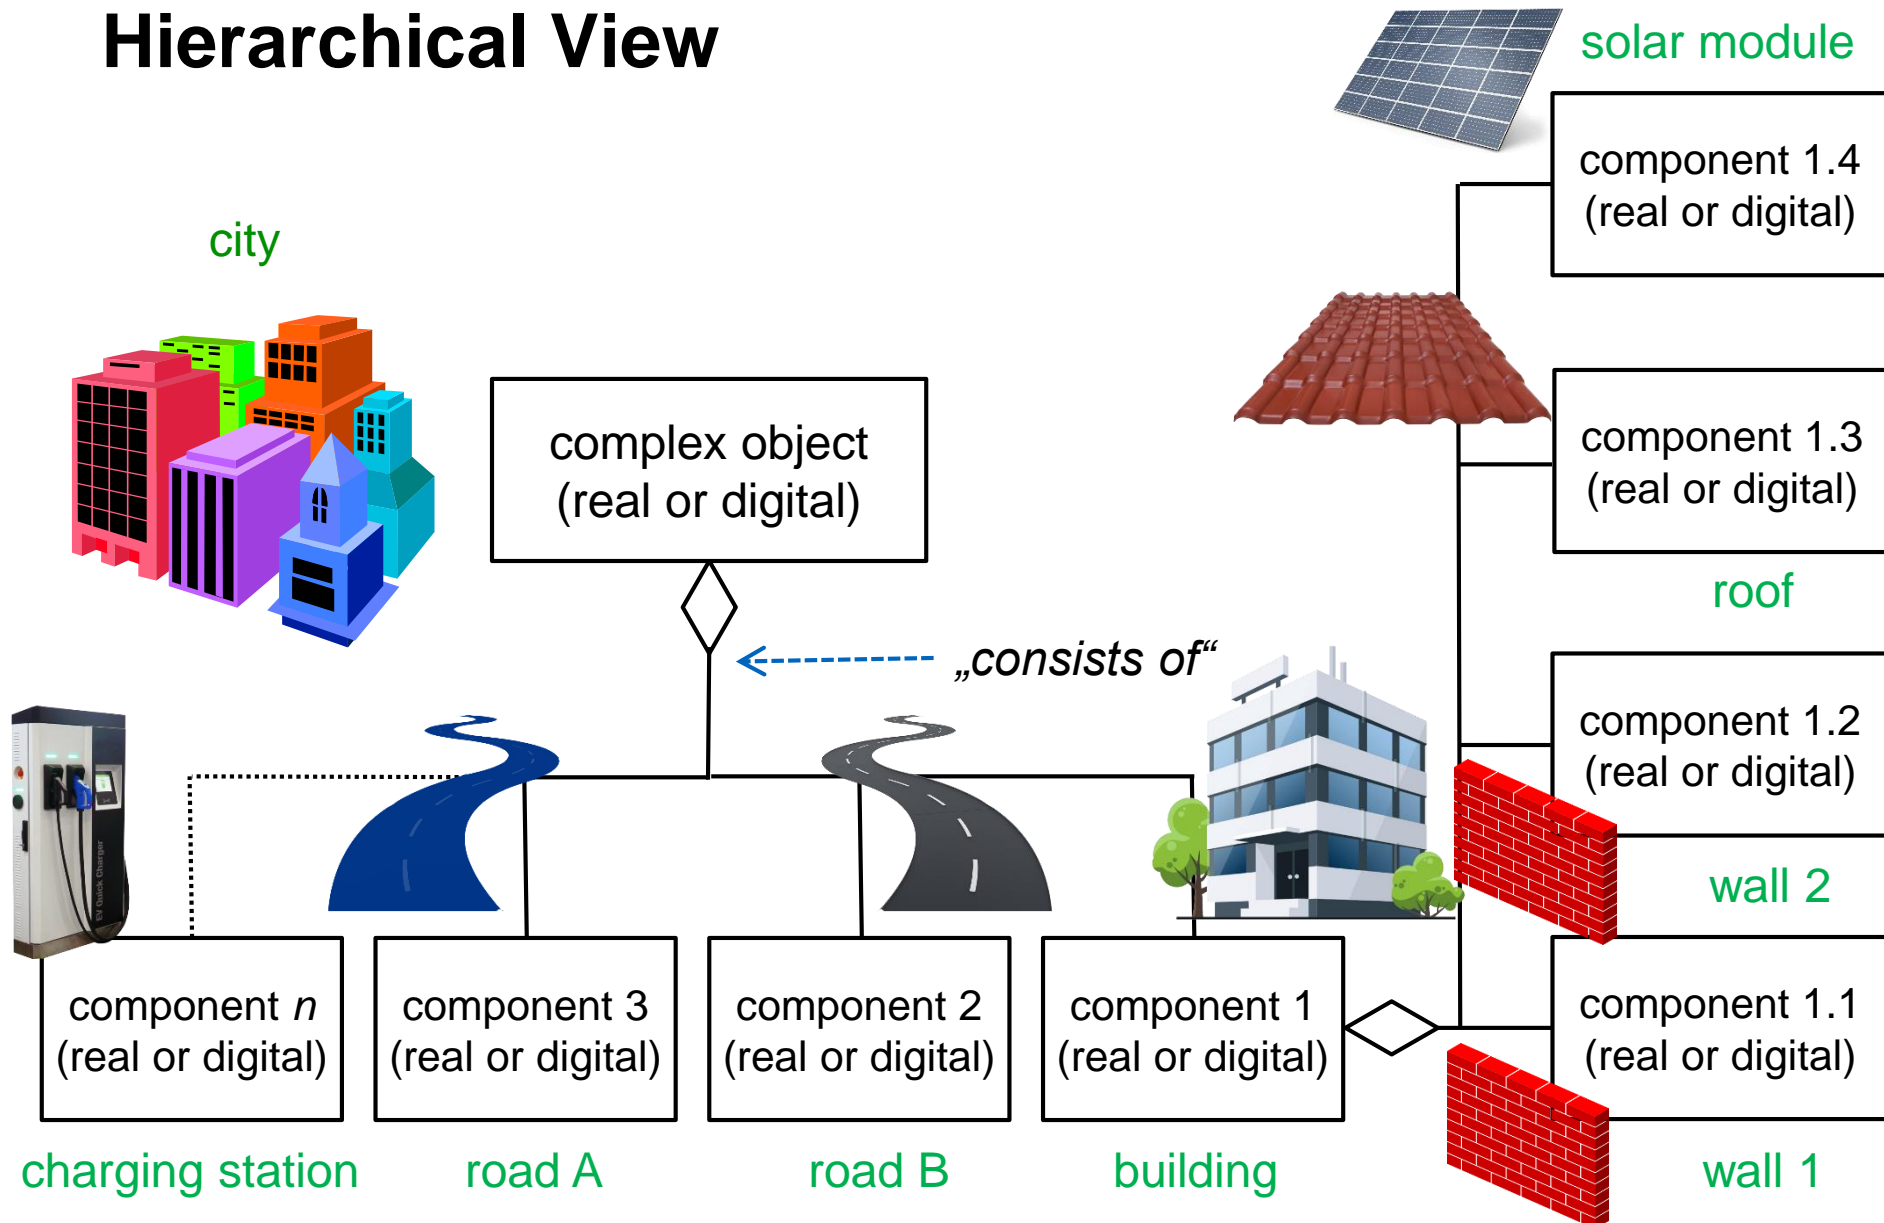 Hierarchical View
solar module
component 1.4
(real or digital)
city
complex object
(real or digital)
component 1.3
(real or digital)
roof
„consists of“
component 1.2
(real or digital)
wall 2
EV Quick Charger
component n
(real or digital)
component 3
(real or digital)
component 2
(real or digital)
component 1
(real or digital)
component 1.1
(real or digital)
charging station
road A
road B
building
wall 1